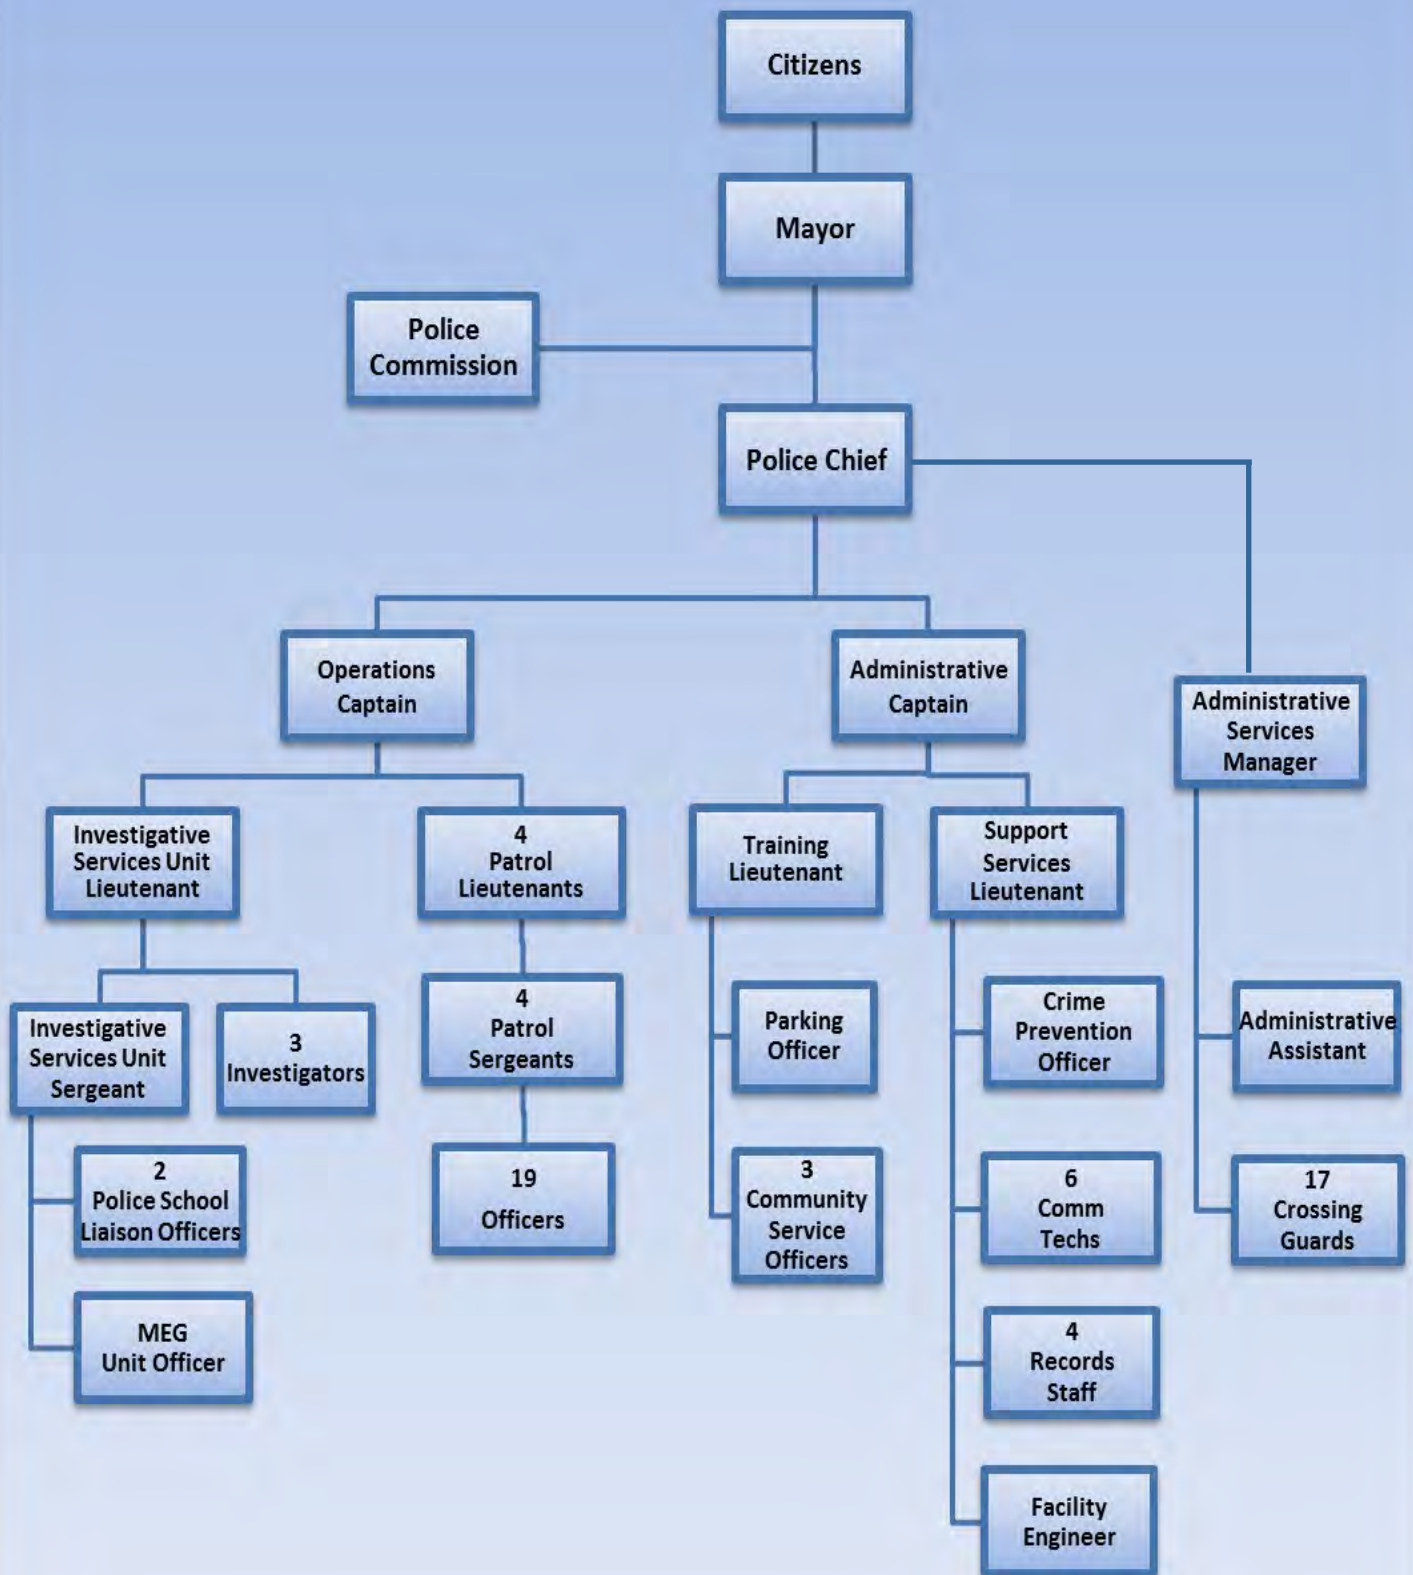 Citizens
Mayor
Police
Commission
Police Chief
Operations
Captain
Administrative
Captain
Administrative
Services
Manager
Investigative
Services Unit
Lieutenant
4
Patrol
Lieutenants
Training
Lieutenant
Support
Services
Lieutenant
Investigative
Services Unit
Sergeant
3
Investigators
4
Patrol
Sergeants
Parking
Officer
Crime
Prevention
Officer
Administrative
Assistant
2
Police School
Liaison Officers
19
Officers
3
Community
Service
Officers
6
Comm
Techs
17
Crossing
Guards
MEG
Unit Officer
4
Records
Staff
Facility
Engineer